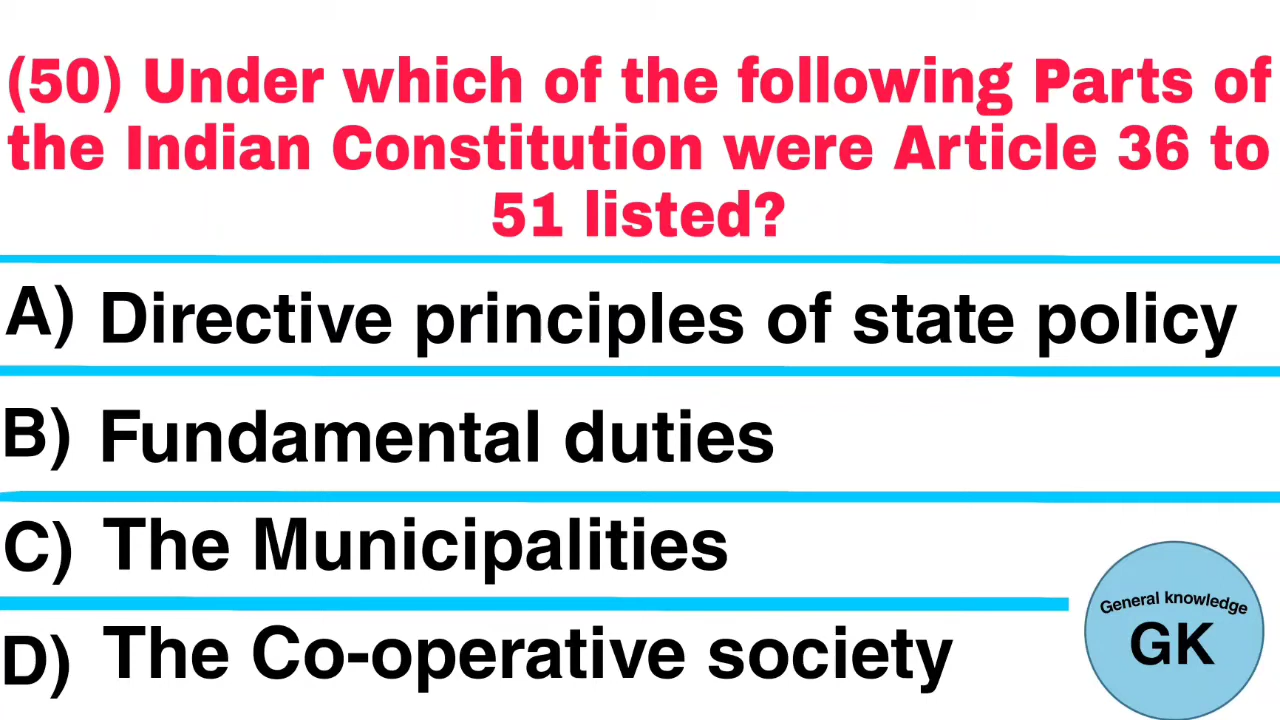 (50) Under which of the following Parts of
the Indian Constitution were Article 36 to
51 listed?
A) Directive principles of state policy
B) Fundamental duties
C) The Municipalities
D) The Co-operative society
General knowledge
GK